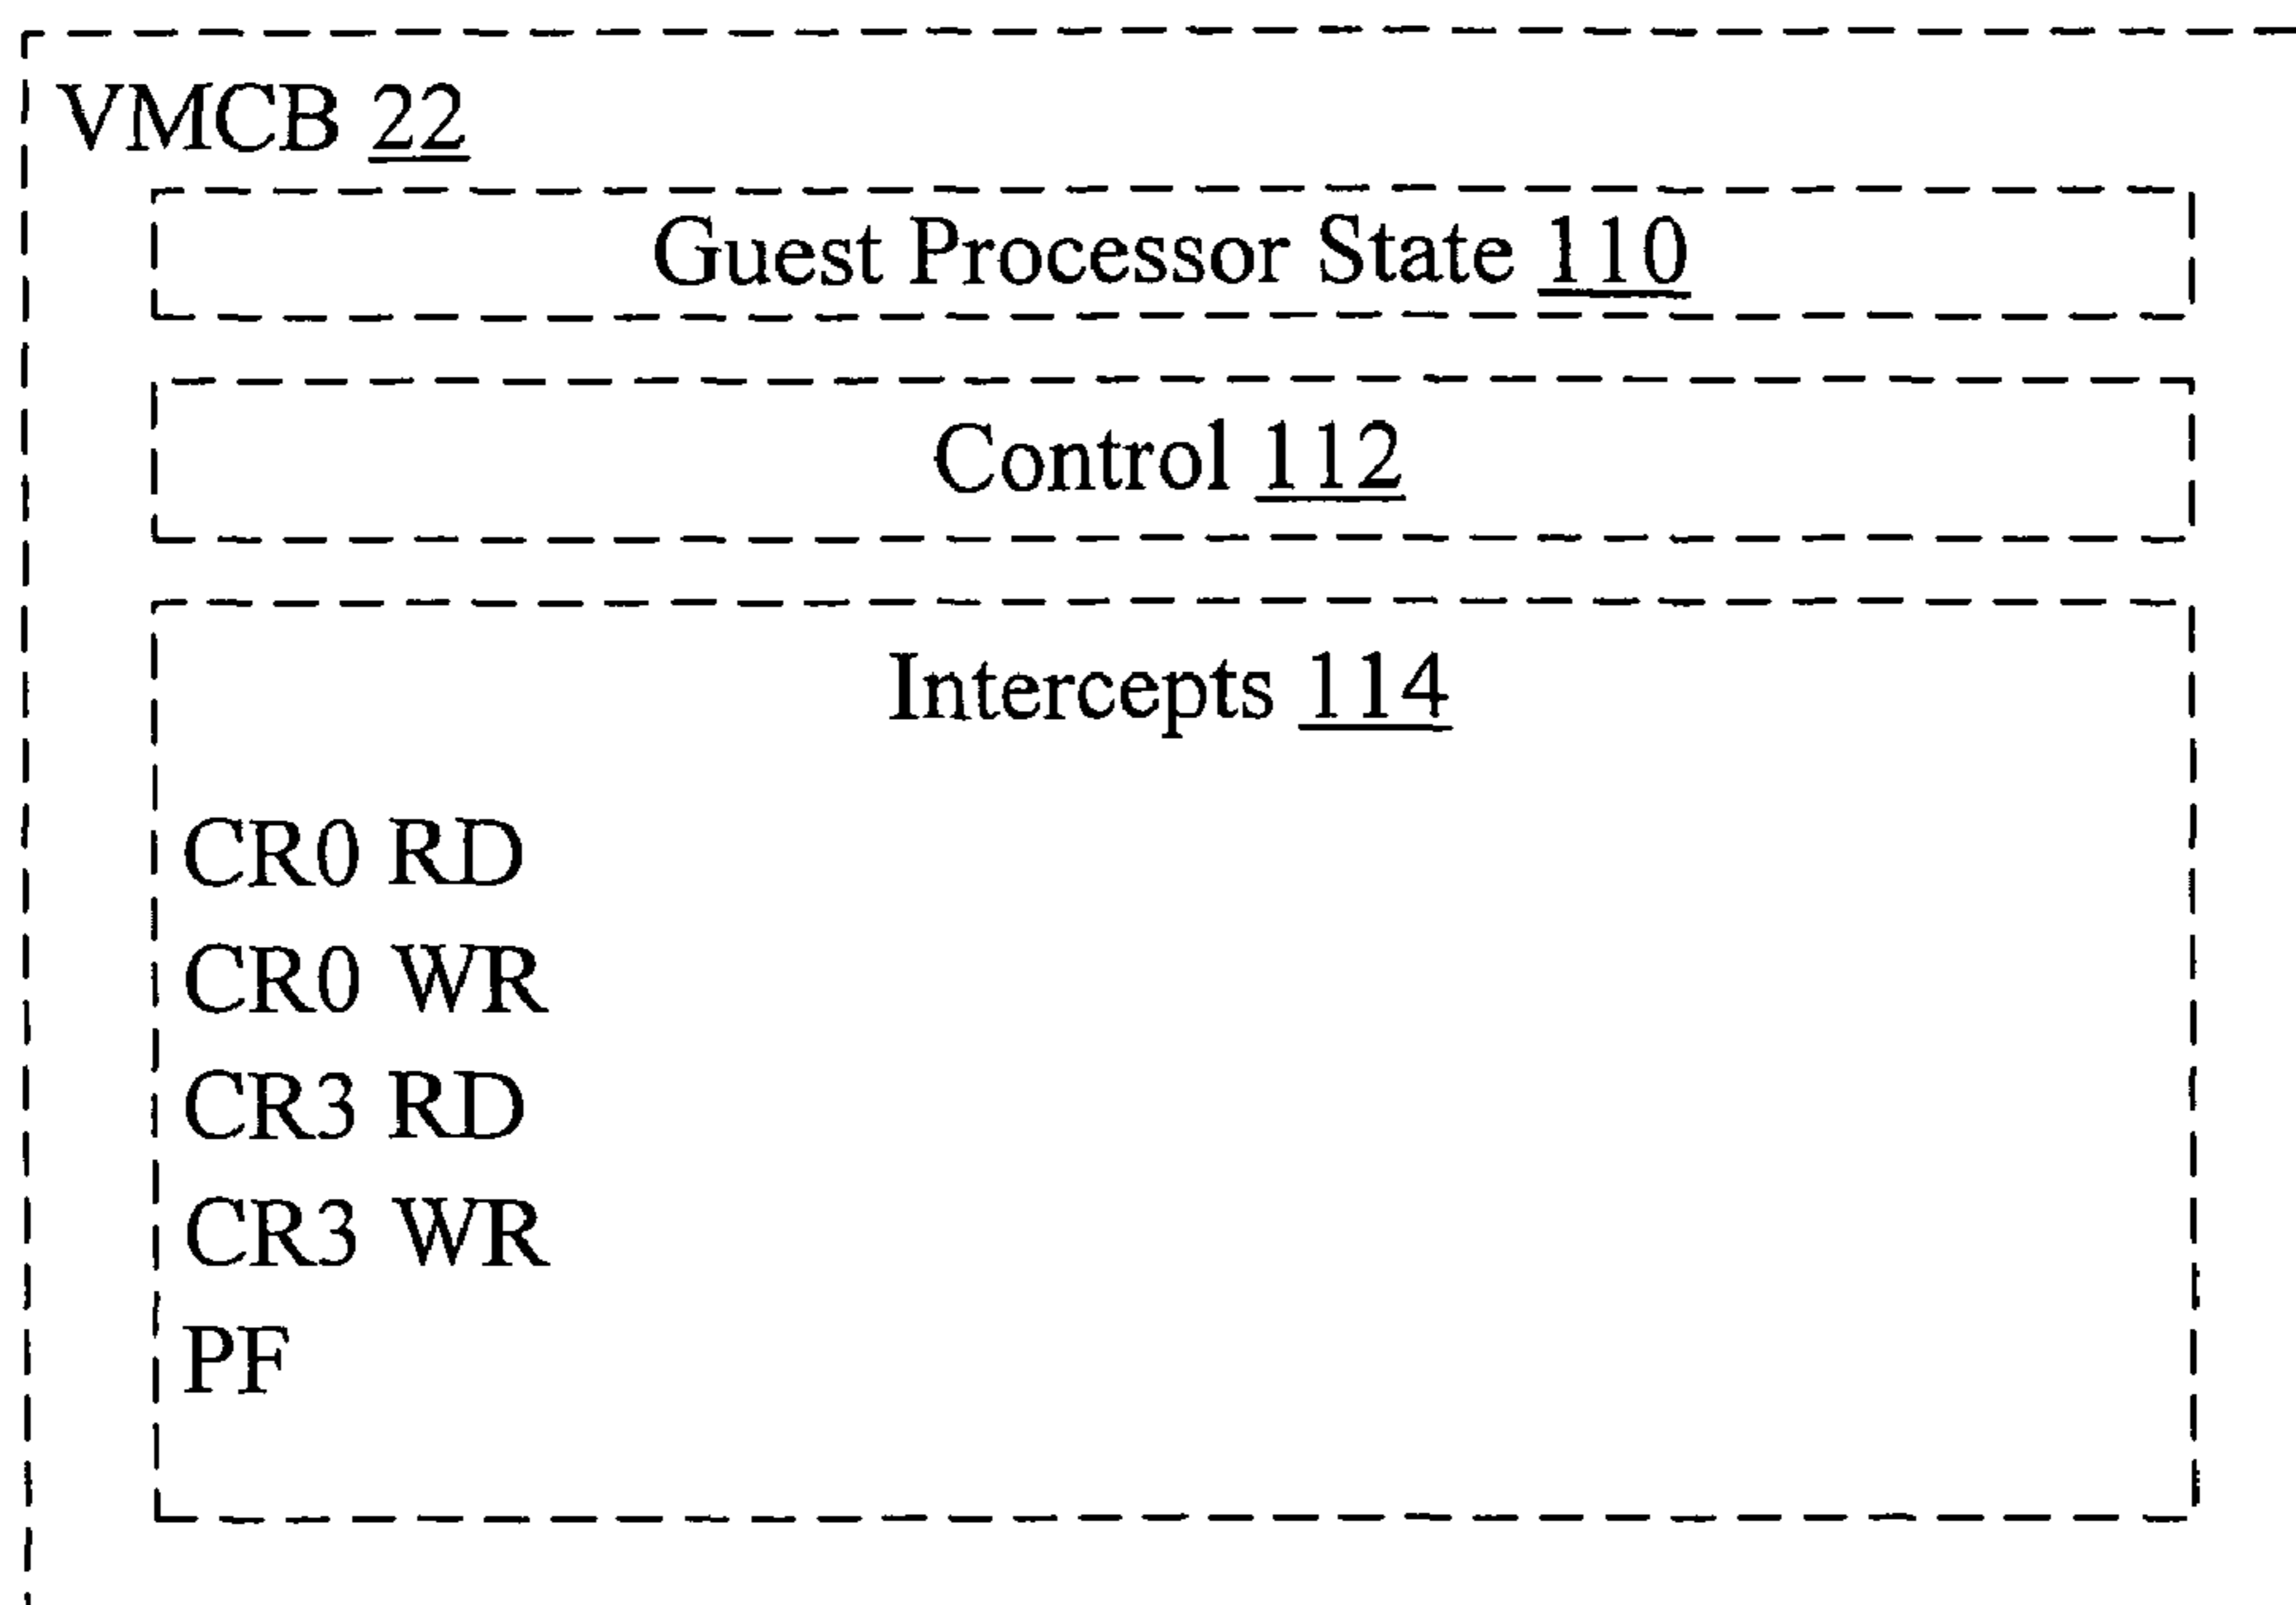 VMCB 22
Guest Processor State 110
Control 112
Intercepts 114
CR0 RD
CR0 WR
CR3 RD
CR3 WR
PF